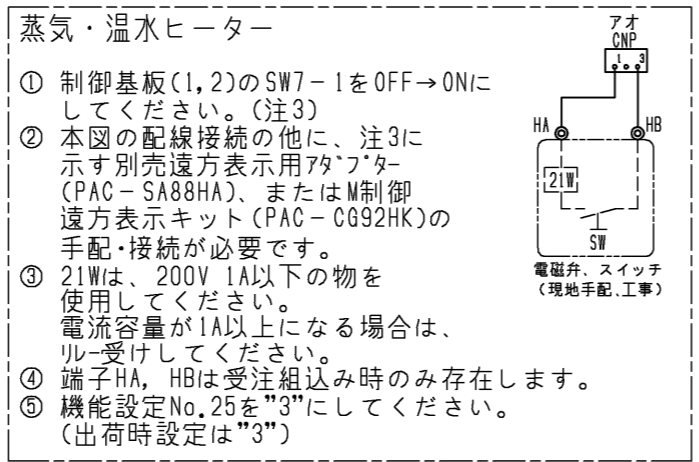 蒸気・温水ヒーター
① 制御基板(1,2)のSW7－1をOFF→ONに
してください。(注3)
② 本図の配線接続の他に、注3に
示す別売遠方表示用ｱﾀﾞﾌﾟﾀｰ
(PAC－SA88HA)、またはM制御
遠方表示キット(PAC－CG92HK)の
手配・接続が必要です。
③ 21Wは、200V 1A以下の物を
使用してください。
電流容量が1A以上になる場合は、
ﾘﾚｰ受けしてください。
④ 端子HA, HBは受注組込み時のみ存在します。
⑤ 機能設定No.25を”3”にしてください。
(出荷時設定は”3”)
アオ
CNP
1 3
HA HB
21W
SW
電磁弁、スイッチ
(現地手配、工事)